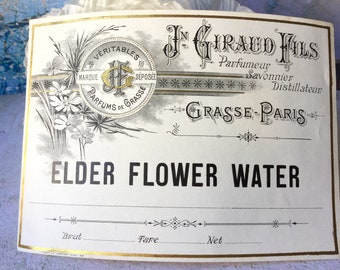 Jn GIRAUD FILS
Parfumeur
Savonnier
Distillateur
GRASSE-PARIS
VÉRITABLES
MARQUE DÉPOSÉE
PARFUMS DE GRASSE
ELDER FLOWER WATER
Brut Tare Net